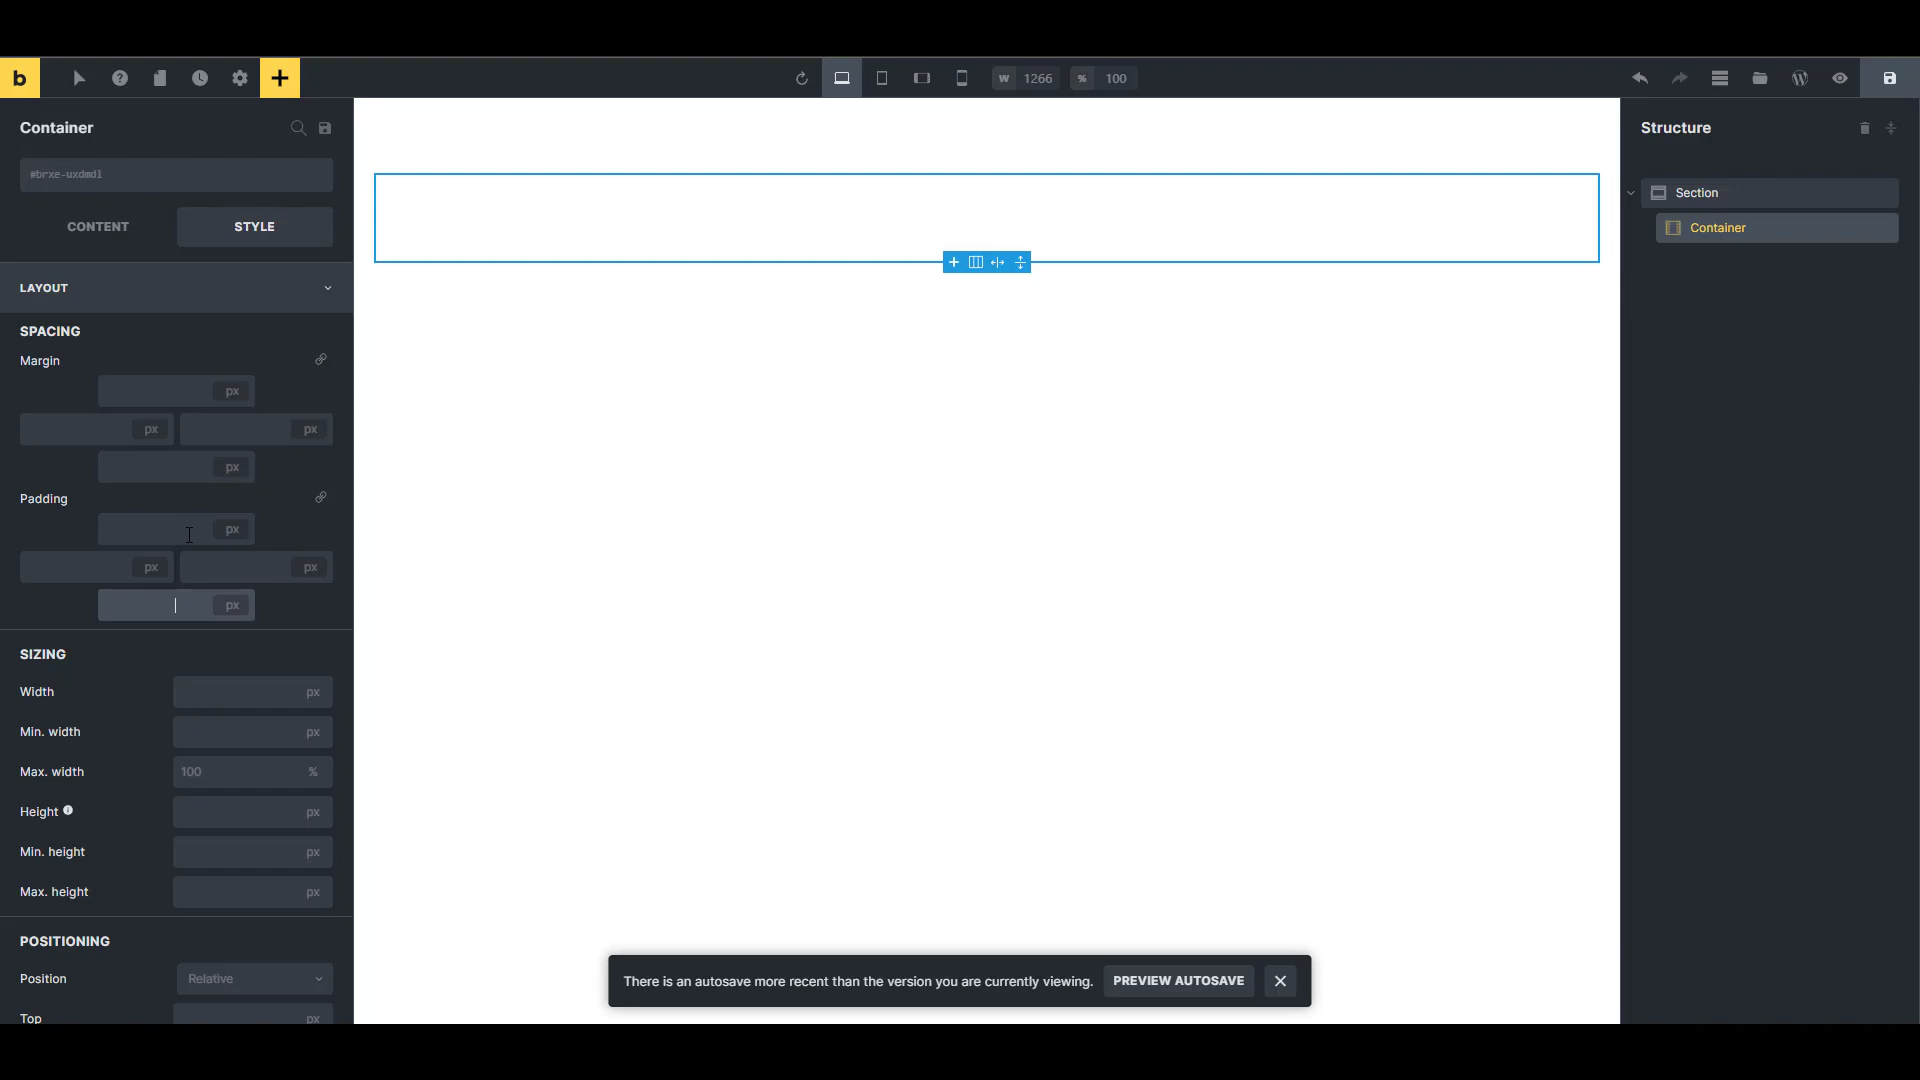 b
W 1266 % 100
Container
#brxe-uxdmdl
CONTENT STYLE
LAYOUT
SPACING
Margin
px
px px
px
Padding
px
px px
px
SIZING
Width px
Min. width px
Max. width 100 %
Height px
Min. height px
Max. height px
POSITIONING
Position Relative
Top px
There is an autosave more recent than the version you are currently viewing. PREVIEW AUTOSAVE
Structure
Section
Container